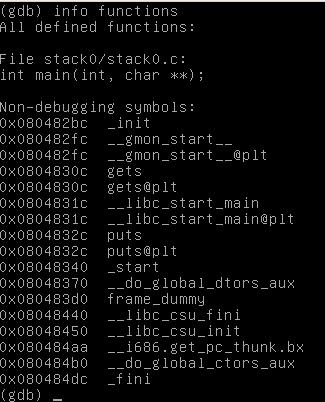 (gdb) info functions
All defined functions:
File stack0/stack0.c:
int main(int, char **);
Non-debugging symbols:
0x080482bc  _init
0x080482fc  __gmon_start__
0x080482fc  __gmon_start__@plt
0x0804830c  gets
0x0804830c  gets@plt
0x0804831c  __libc_start_main
0x0804831c  __libc_start_main@plt
0x0804832c  puts
0x0804832c  puts@plt
0x08048340  _start
0x08048370  __do_global_dtors_aux
0x080483d0  frame_dummy
0x08048440  __libc_csu_fini
0x08048450  __libc_csu_init
0x080484aa  __i686.get_pc_thunk.bx
0x080484b0  __do_global_ctors_aux
0x080484dc  _fini
(gdb) _